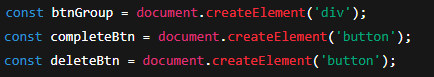 const btnGroup = document.createElement('div');
const completeBtn = document.createElement('button');
const deleteBtn = document.createElement('button');